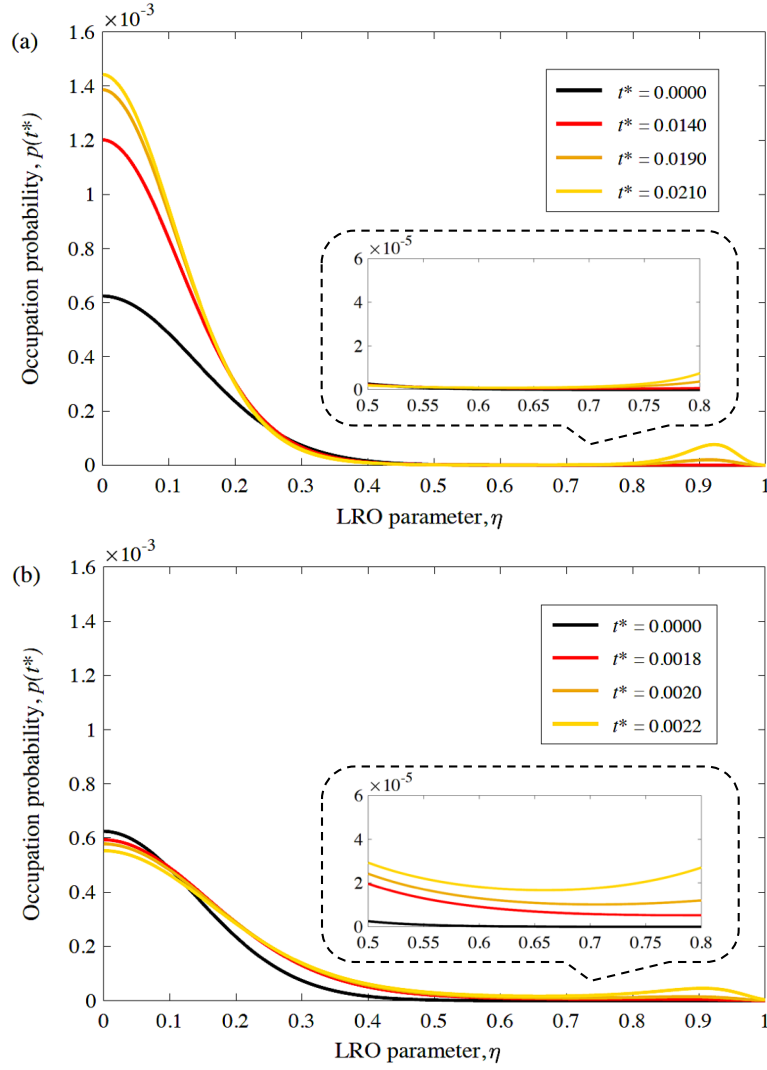 (a)
×10-3
1.6
1.4
1.2
1
0.8
0.6
0.4
0.2
0
Occupation probability, p(t*)
t* = 0.0000
t* = 0.0140
t* = 0.0190
t* = 0.0210
×10-5
6
4
2
0
0.5 0.55 0.6 0.65 0.7 0.75 0.8
0 0.1 0.2 0.3 0.4 0.5 0.6 0.7 0.8 0.9 1
LRO parameter, η
(b)
×10-3
1.6
1.4
1.2
1
0.8
0.6
0.4
0.2
0
Occupation probability, p(t*)
t* = 0.0000
t* = 0.0018
t* = 0.0020
t* = 0.0022
×10-5
6
4
2
0
0.5 0.55 0.6 0.65 0.7 0.75 0.8
0 0.1 0.2 0.3 0.4 0.5 0.6 0.7 0.8 0.9 1
LRO parameter, η